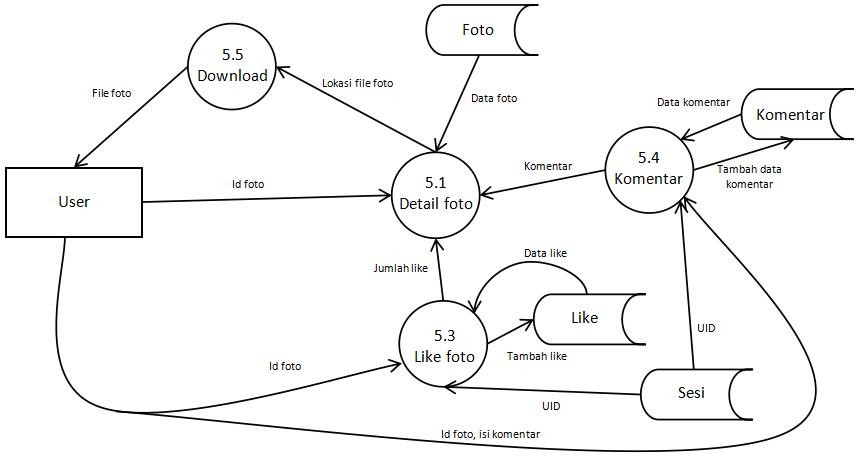 Foto
5.5
Download
File foto
Lokasi file foto
Data foto
Data komentar
Komentar
5.4
Komentar
Tambah data
komentar
Komentar
User
Id foto
5.1
Detail foto
Jumlah like
Data like
5.3
Like foto
Like
Tambah like
UID
Id foto
Sesi
UID
Id foto, isi komentar